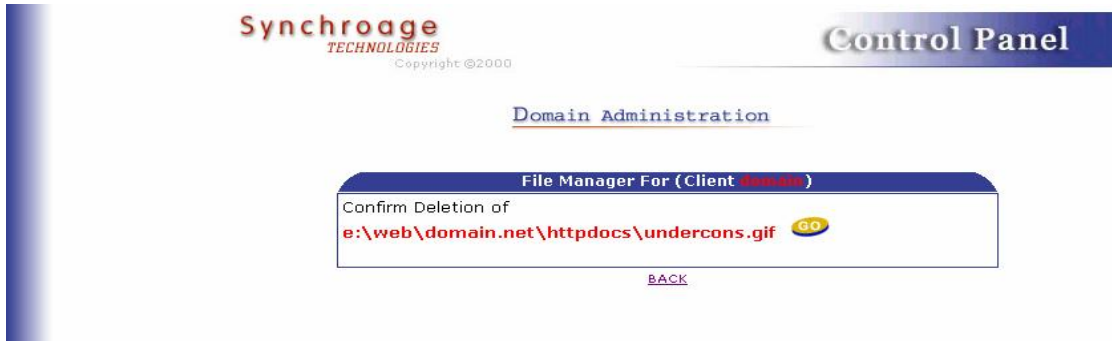 Synchroage
TECHNOLOGIES
Copyright ©2000
Control Panel
Domain Administration
File Manager For (Client domain)
Confirm Deletion of
e:\web\domain.net\httpdocs\undercons.gif GO
BACK